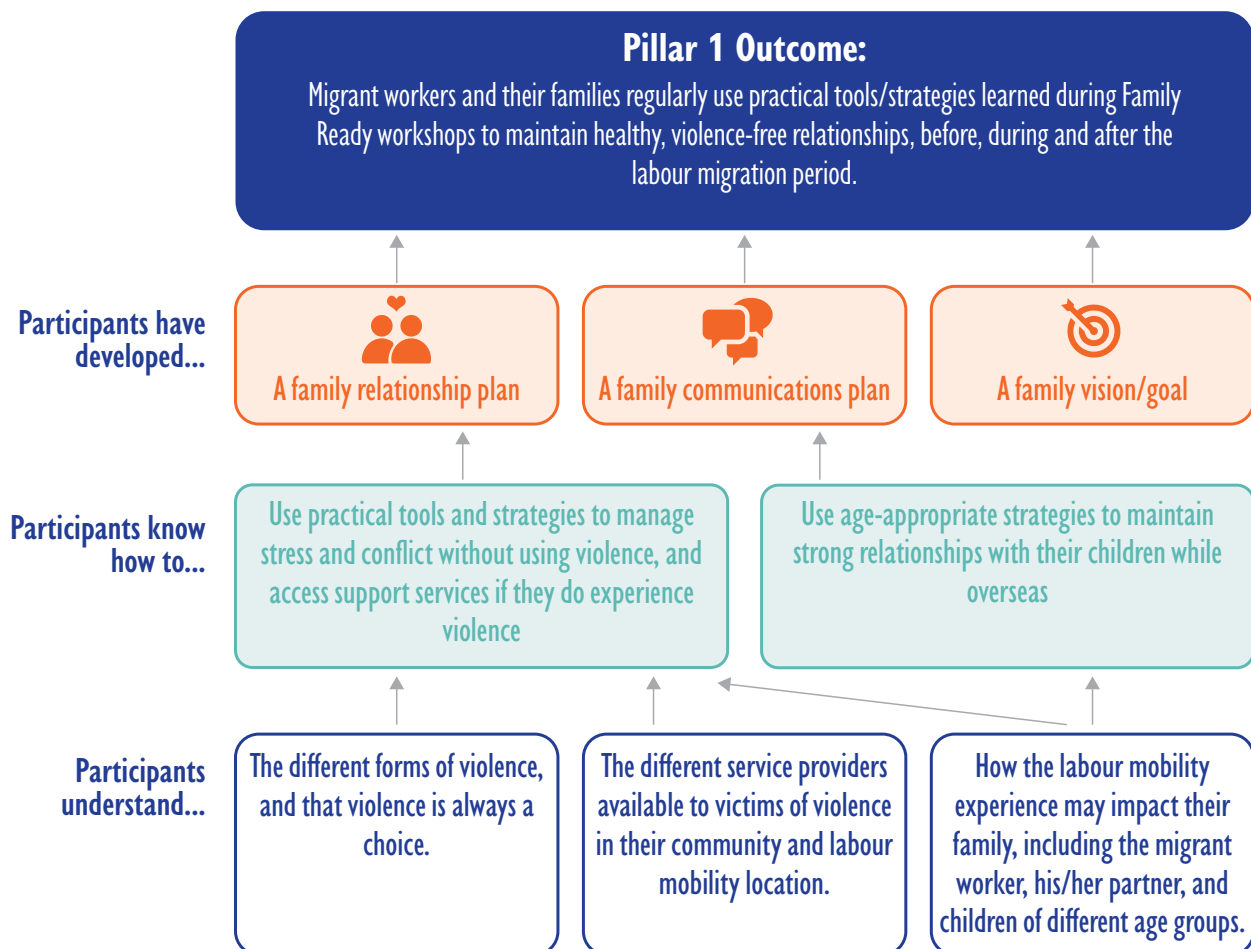 Pillar 1 Outcome:
Migrant workers and their families regularly use practical tools/strategies learned during Family
Ready workshops to maintain healthy, violence-free relationships, before, during and after the
labour migration period.
Participants have
developed...
A family relationship plan
A family communications plan
A family vision/goal
Participants know
how to...
Use practical tools and strategies to manage
stress and conflict without using violence, and
access support services if they do experience
violence
Use age-appropriate strategies to maintain
strong relationships with their children while
overseas
Participants
understand...
The different forms of violence,
and that violence is always a
choice.
The different service providers
available to victims of violence
in their community and labour
mobility location.
How the labour mobility
experience may impact their
family, including the migrant
worker, his/her partner, and
children of different age groups.